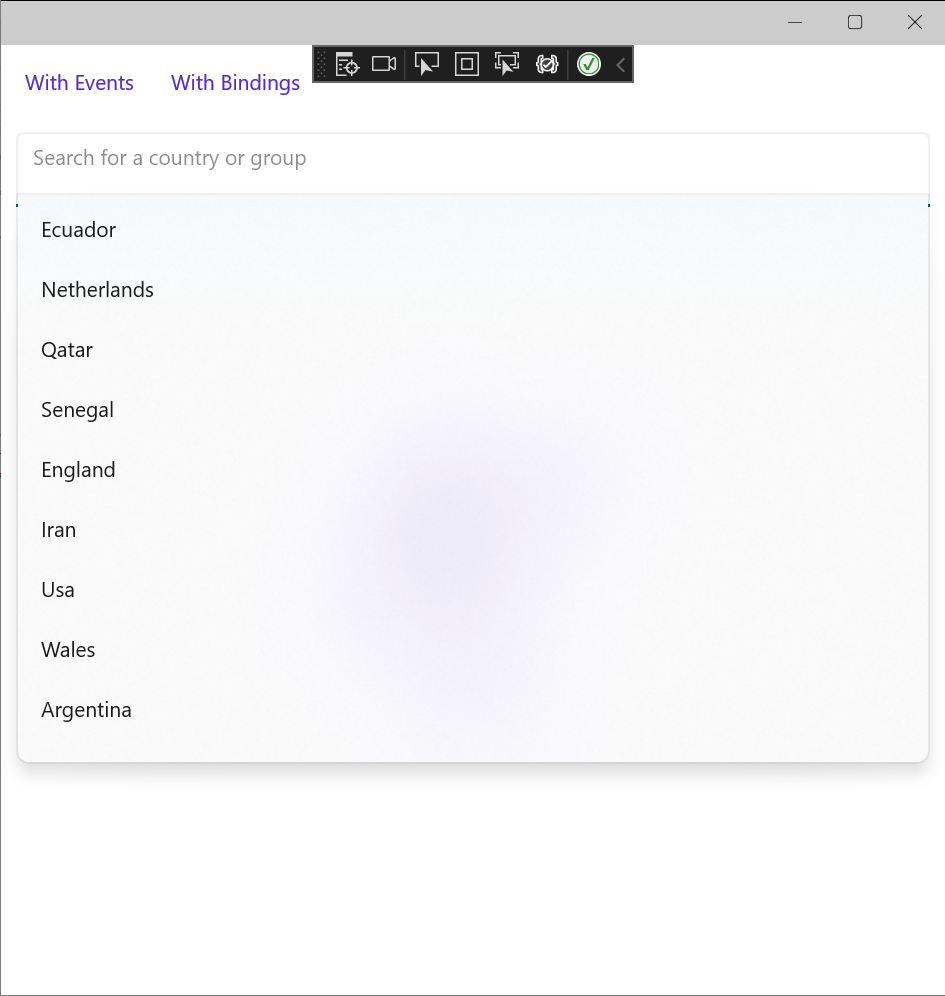 With Events
With Bindings
Search for a country or group
Ecuador
Netherlands
Qatar
Senegal
England
Iran
Usa
Wales
Argentina